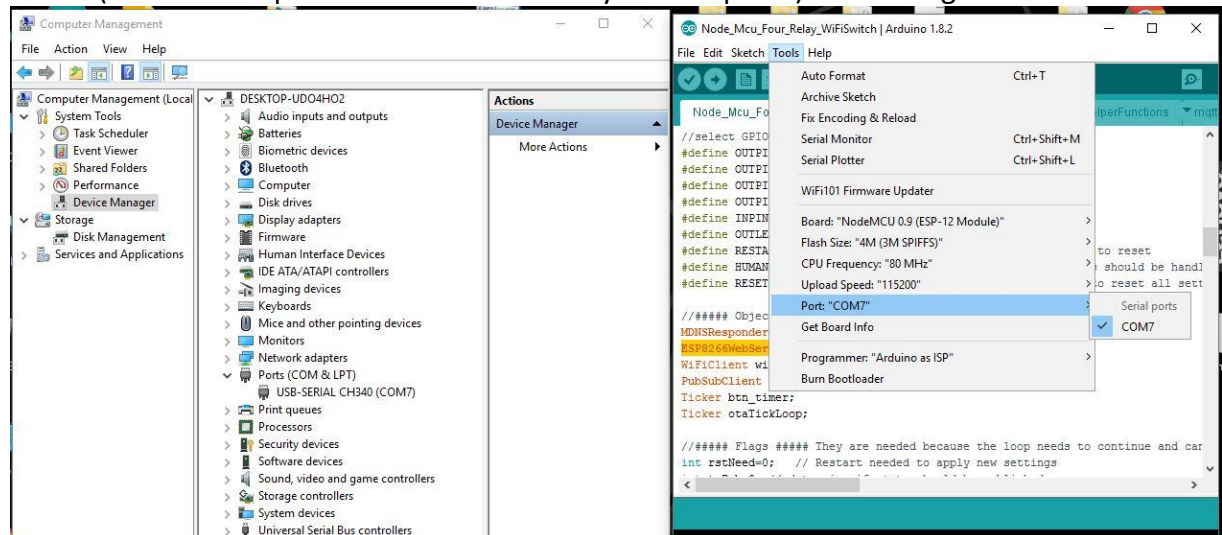 Computer Management
File Action View Help
Computer Management (Local
System Tools
Task Scheduler
Event Viewer
Shared Folders
Performance
Device Manager
Storage
Disk Management
Services and Applications
DESKTOP-UDO4HO2
Audio inputs and outputs
Batteries
Biometric devices
Bluetooth
Computer
Disk drives
Display adapters
Firmware
Human Interface Devices
IDE ATA/ATAPI controllers
Imaging devices
Keyboards
Mice and other pointing devices
Monitors
Network adapters
Ports (COM & LPT)
USB-SERIAL CH340 (COM7)
Print queues
Processors
Security devices
Software devices
Sound, video and game controllers
Storage controllers
System devices
Universal Serial Bus controllers
Actions
Device Manager
More Actions
Node_Mcu_Four_Relay_WiFiSwitch | Arduino 1.8.2
File Edit Sketch Tools Help
Node_Mcu_Fo
lperFunctions
mqtt
Auto Format Ctrl+T
Archive Sketch
Fix Encoding & Reload
Serial Monitor Ctrl+Shift+M
Serial Plotter Ctrl+Shift+L
WiFi101 Firmware Updater
Board: "NodeMCU 0.9 (ESP-12 Module)"
Flash Size: "4M (3M SPIFFS)"
CPU Frequency: "80 MHz"
Upload Speed: "115200"
Port: "COM7"
Get Board Info
Programmer: "Arduino as ISP"
Burn Bootloader
Serial ports
COM7
//select GPIO
#define OUTPI
#define OUTPI
#define OUTPI
#define OUTPI
#define INPIN
#define OUTLE
#define RESTA to reset
#define HUMAN should be handl
#define RESET to reset all sett
//##### Objec
MDNSResponder
ESP8266WebSer
WiFiClient wi
PubSubClient
Ticker btn_timer;
Ticker otaTickLoop;
//##### Flags ##### They are needed because the loop needs to continue and can
int rstNeed=0; // Restart needed to apply new settings